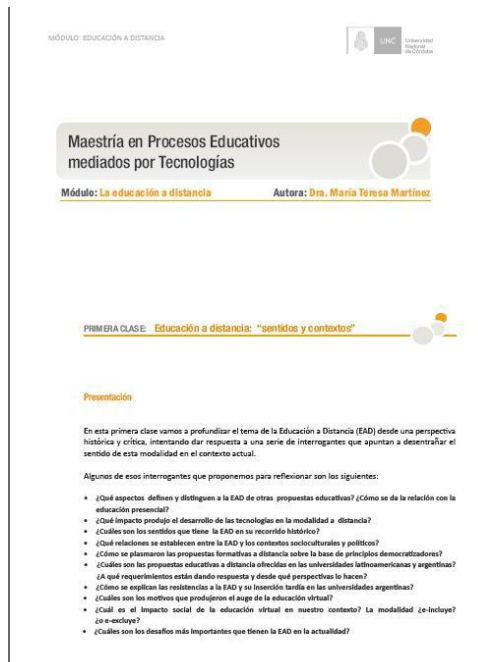 MÓDULO: EDUCACIÓN A DISTANCIA
UNC
Universidad
Nacional
de Córdoba
Maestría en Procesos Educativos
mediados por Tecnologías
Módulo: La educación a distancia
Autora: Dra. María Teresa Martínez
PRIMERA CLASE: Educación a distancia: “sentidos y contextos”
Presentación
En esta primera clase vamos a profundizar el tema de la Educación a Distancia (EAD) desde una perspectiva
histórica y crítica, intentando dar respuesta a una serie de interrogantes que apuntan a desentrañar el
sentido de esta modalidad en el contexto actual.
Algunos de esos interrogantes que proponemos para reflexionar son los siguientes:
• ¿Qué aspectos definen y distinguen a la EAD de otras propuestas educativas? ¿Cómo se da la relación con la
educación presencial?
• ¿Qué impacto produjo el desarrollo de las tecnologías en la modalidad a distancia?
• ¿Cuáles son los sentidos que tiene la EAD en su recorrido histórico?
• ¿Qué relaciones se establecen entre la EAD y los contextos socioculturales y políticos?
• ¿Cómo se plasmaron las propuestas formativas a distancia sobre la base de principios democratizadores?
• ¿Cuáles son las propuestas educativas a distancia ofrecidas en las universidades latinoamericanas y argentinas?
¿A qué requerimientos están dando respuesta y desde qué perspectivas lo hacen?
• ¿Cómo se explican las resistencias a la EAD y su inserción tardía en las universidades argentinas?
• ¿Cuáles son los motivos que produjeron el auge de la educación virtual?
• ¿Cuál es el impacto social de la educación virtual en nuestro contexto? La modalidad ¿e-incluye?
¿o e-excluye?
• ¿Cuáles son los desafíos más importantes que tienen la EAD en la actualidad?